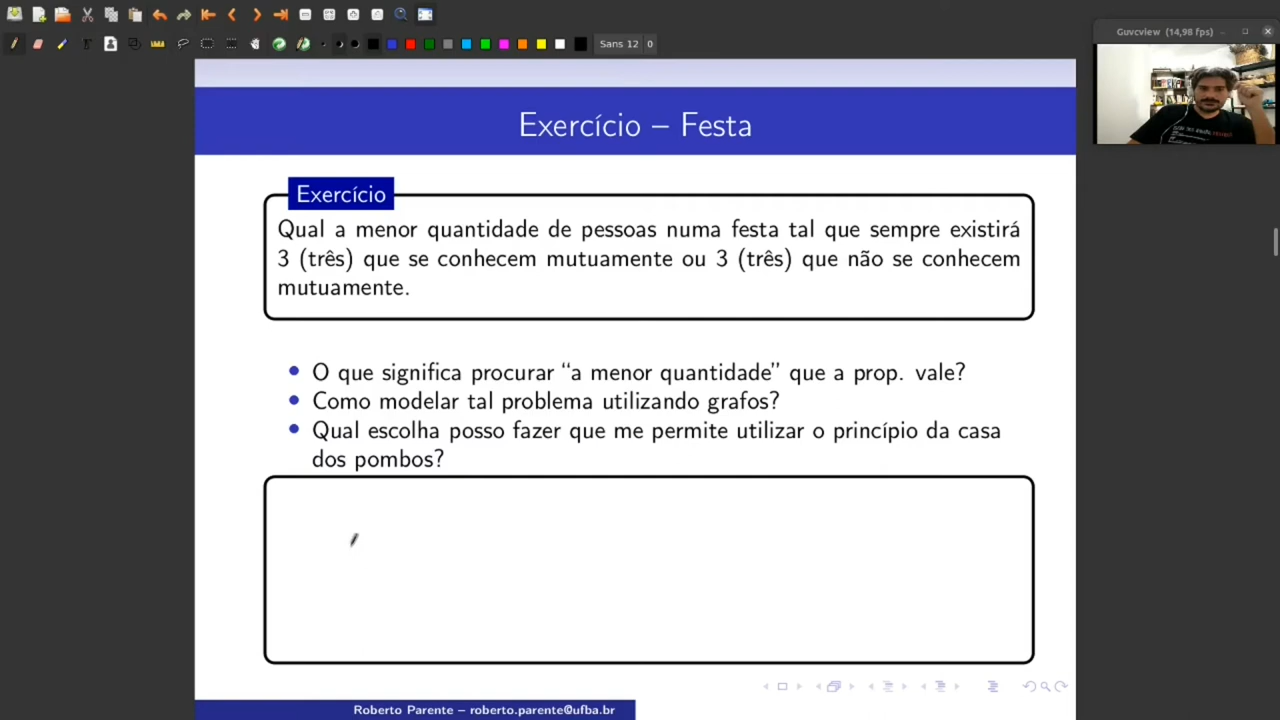 Sans 12
0
Guvcview (14,98 fps)
Exercício – Festa
Exercício
Qual a menor quantidade de pessoas numa festa tal que sempre existirá
3 (três) que se conhecem mutuamente ou 3 (três) que não se conhecem
mutuamente.
O que significa procurar “a menor quantidade” que a prop. vale?
Como modelar tal problema utilizando grafos?
Qual escolha posso fazer que me permite utilizar o princípio da casa
dos pombos?
Roberto Parente – roberto.parente@ufba.br